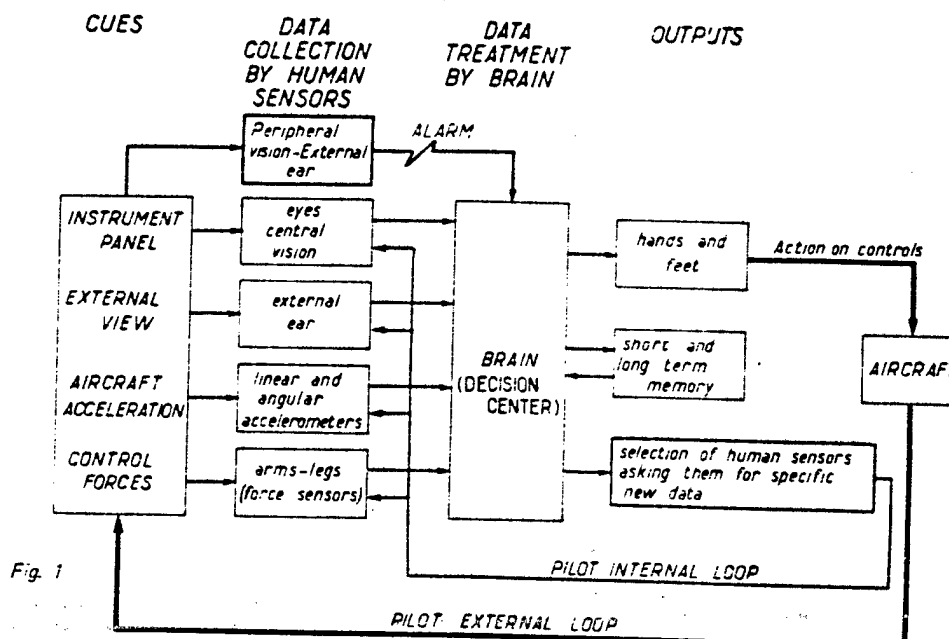 CUES
DATA
COLLECTION
BY HUMAN
SENSORS
DATA
TREATMENT
BY BRAIN
OUTPUTS
Peripheral
vision-External
ear
ALARM
INSTRUMENT
PANEL
EXTERNAL
VIEW
AIRCRAFT
ACCELERATION
CONTROL
FORCES
eyes
central
vision
external
ear
linear and
angular
accelerometers
arms-legs
(force sensors)
BRAIN
(DECISION
CENTER)
hands and
feet
Action on controls
short and
long term
memory
AIRCRAFT
selection of human sensors
asking them for specific
new data
PILOT INTERNAL LOOP
Fig. 1
PILOT EXTERNAL LOOP